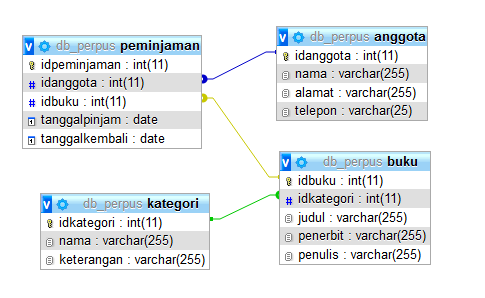 v db_perpus peminjaman
idpeminjaman : int(11)
# idanggota : int(11)
# idbuku : int(11)
tanggalpinjam : date
tanggalkembali : date
v db_perpus anggota
idanggota : int(11)
nama : varchar(255)
alamat : varchar(255)
telepon : varchar(25)
v db_perpus buku
idbuku : int(11)
# idkategori : int(11)
judul : varchar(255)
penerbit : varchar(255)
penulis : varchar(255)
v db_perpus kategori
idkategori : int(11)
nama : varchar(255)
keterangan : varchar(255)